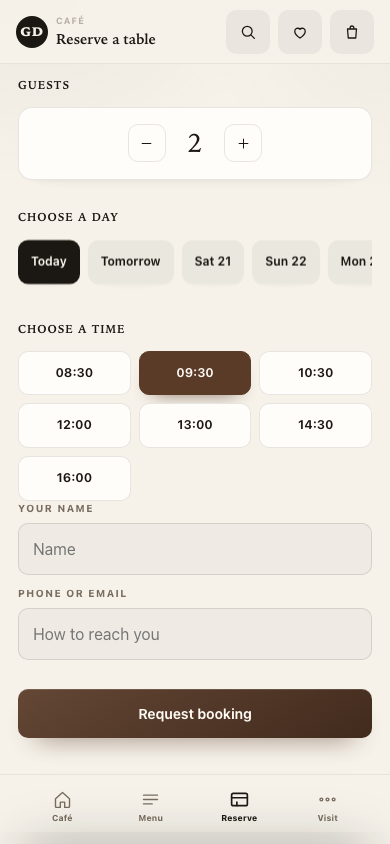 GD
CAFÉ
Reserve a table
GUESTS
− 2 +
CHOOSE A DAY
Today Tomorrow Sat 21 Sun 22 Mon
CHOOSE A TIME
08:30 09:30 10:30
12:00 13:00 14:30
16:00
YOUR NAME
Name
PHONE OR EMAIL
How to reach you
Request booking
Café Menu Reserve Visit